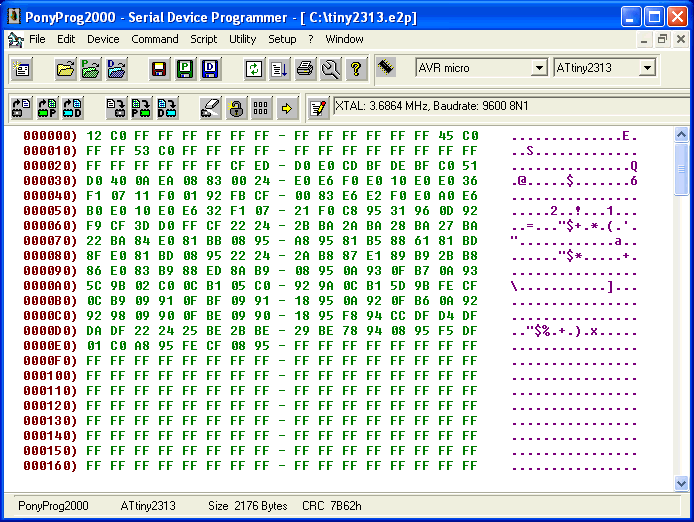 PonyProg2000 - Serial Device Programmer - [ C:\tiny2313.e2p]
File Edit Device Command Script Utility Setup ? Window
AVR micro ATtiny2313
XTAL: 3.6864 MHz, Baudrate: 9600 8N1
000000) 12 C0 FF FF FF FF FF FF - FF FF FF FF FF FF 45 C0 ..............E.
000010) FF FF 53 C0 FF FF FF FF - FF FF FF FF FF FF FF FF ..S.............
000020) FF FF FF FF FF FF CF ED - D0 E0 CD BF DE BF C0 51 ...............Q
000030) D0 40 0A EA 08 83 00 24 - E0 E6 F0 E0 10 E0 E0 36 .@.....$.......6
000040) F1 07 11 F0 01 92 FB CF - 00 83 E6 E2 F0 E0 A0 E6 ................
000050) B0 E0 10 E0 E6 32 F1 07 - 21 F0 C8 95 31 96 0D 92 .....2..!...1...
000060) F9 CF 3D D0 FF CF 22 24 - 2B BA 2A BA 28 BA 27 BA ..=..."$+.*.(.'.
000070) 22 BA 84 E0 81 BB 08 95 - A8 95 81 B5 88 61 81 BD "............a..
000080) 8F E0 81 BD 08 95 22 24 - 2A B8 87 E1 89 B9 2B B8 ......"$*.....+.
000090) 86 E0 83 B9 88 ED 8A B9 - 08 95 0A 93 0F B7 0A 93 ................
0000A0) 5C 9B 02 C0 0C B1 05 C0 - 92 9A 0C B1 5D 9B FE CF \...........]...
0000B0) 0C B9 09 91 0F BF 09 91 - 18 95 0A 92 0F B6 0A 92 ................
0000C0) 92 98 09 90 0F BE 09 90 - 18 95 F8 94 CC DF D4 DF ................
0000D0) DA DF 22 24 25 BE 2B BE - 29 BE 78 94 08 95 F5 DF .."$%.+.).x.....
0000E0) 01 C0 A8 95 FE CF 08 95 - FF FF FF FF FF FF FF FF ................
0000F0) FF FF FF FF FF FF FF FF - FF FF FF FF FF FF FF FF ................
000100) FF FF FF FF FF FF FF FF - FF FF FF FF FF FF FF FF ................
000110) FF FF FF FF FF FF FF FF - FF FF FF FF FF FF FF FF ................
000120) FF FF FF FF FF FF FF FF - FF FF FF FF FF FF FF FF ................
000130) FF FF FF FF FF FF FF FF - FF FF FF FF FF FF FF FF ................
000140) FF FF FF FF FF FF FF FF - FF FF FF FF FF FF FF FF ................
000150) FF FF FF FF FF FF FF FF - FF FF FF FF FF FF FF FF ................
000160) FF FF FF FF FF FF FF FF - FF FF FF FF FF FF FF FF ................
PonyProg2000 ATtiny2313 Size 2176 Bytes CRC 7B62h